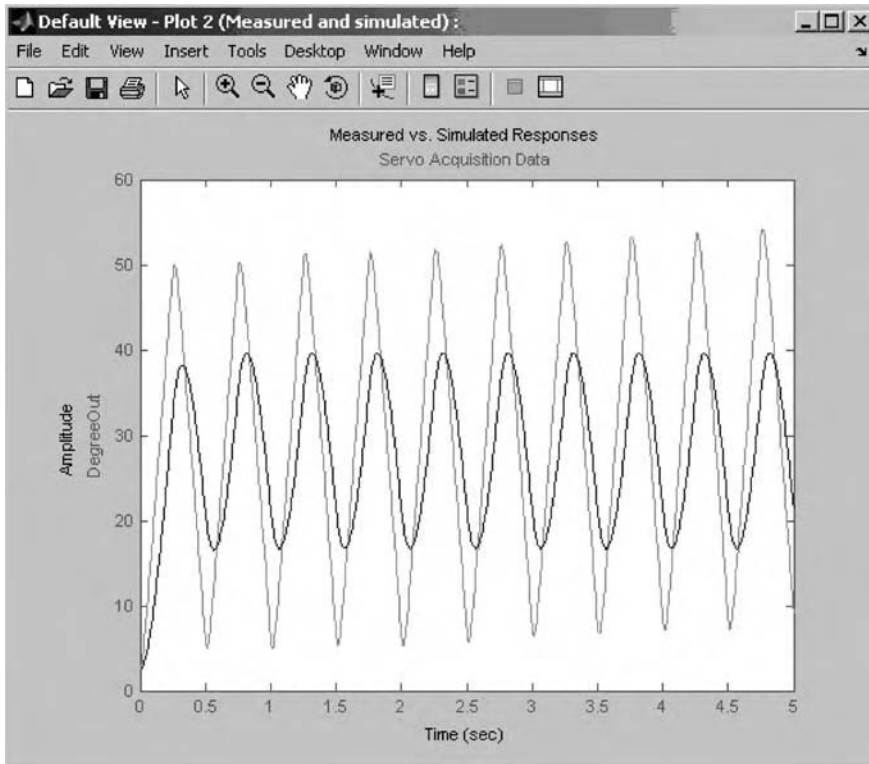 Default View - Plot 2 (Measured and simulated) :
File Edit View Insert Tools Desktop Window Help
Measured vs. Simulated Responses
Servo Acquisition Data
60
50
40
30
20
10
0
Amplitude
DegreeOut
0 0.5 1 1.5 2 2.5 3 3.5 4 4.5 5
Time (sec)